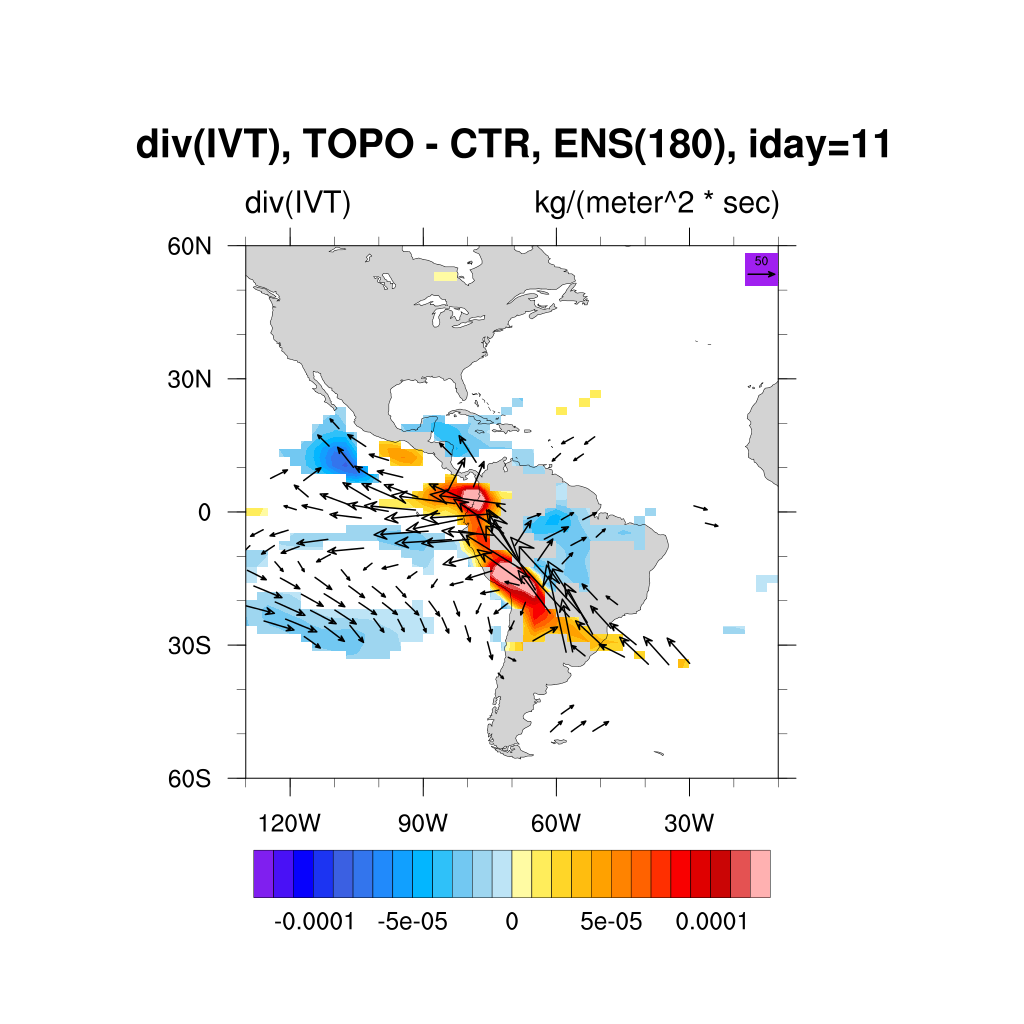 div(IVT), TOPO - CTR, ENS(180), iday=11
div(IVT) kg/(meter^2 * sec)
60N
50
30N
0
30S
60S
120W 90W 60W 30W
-0.0001 -5e-05 0 5e-05 0.0001